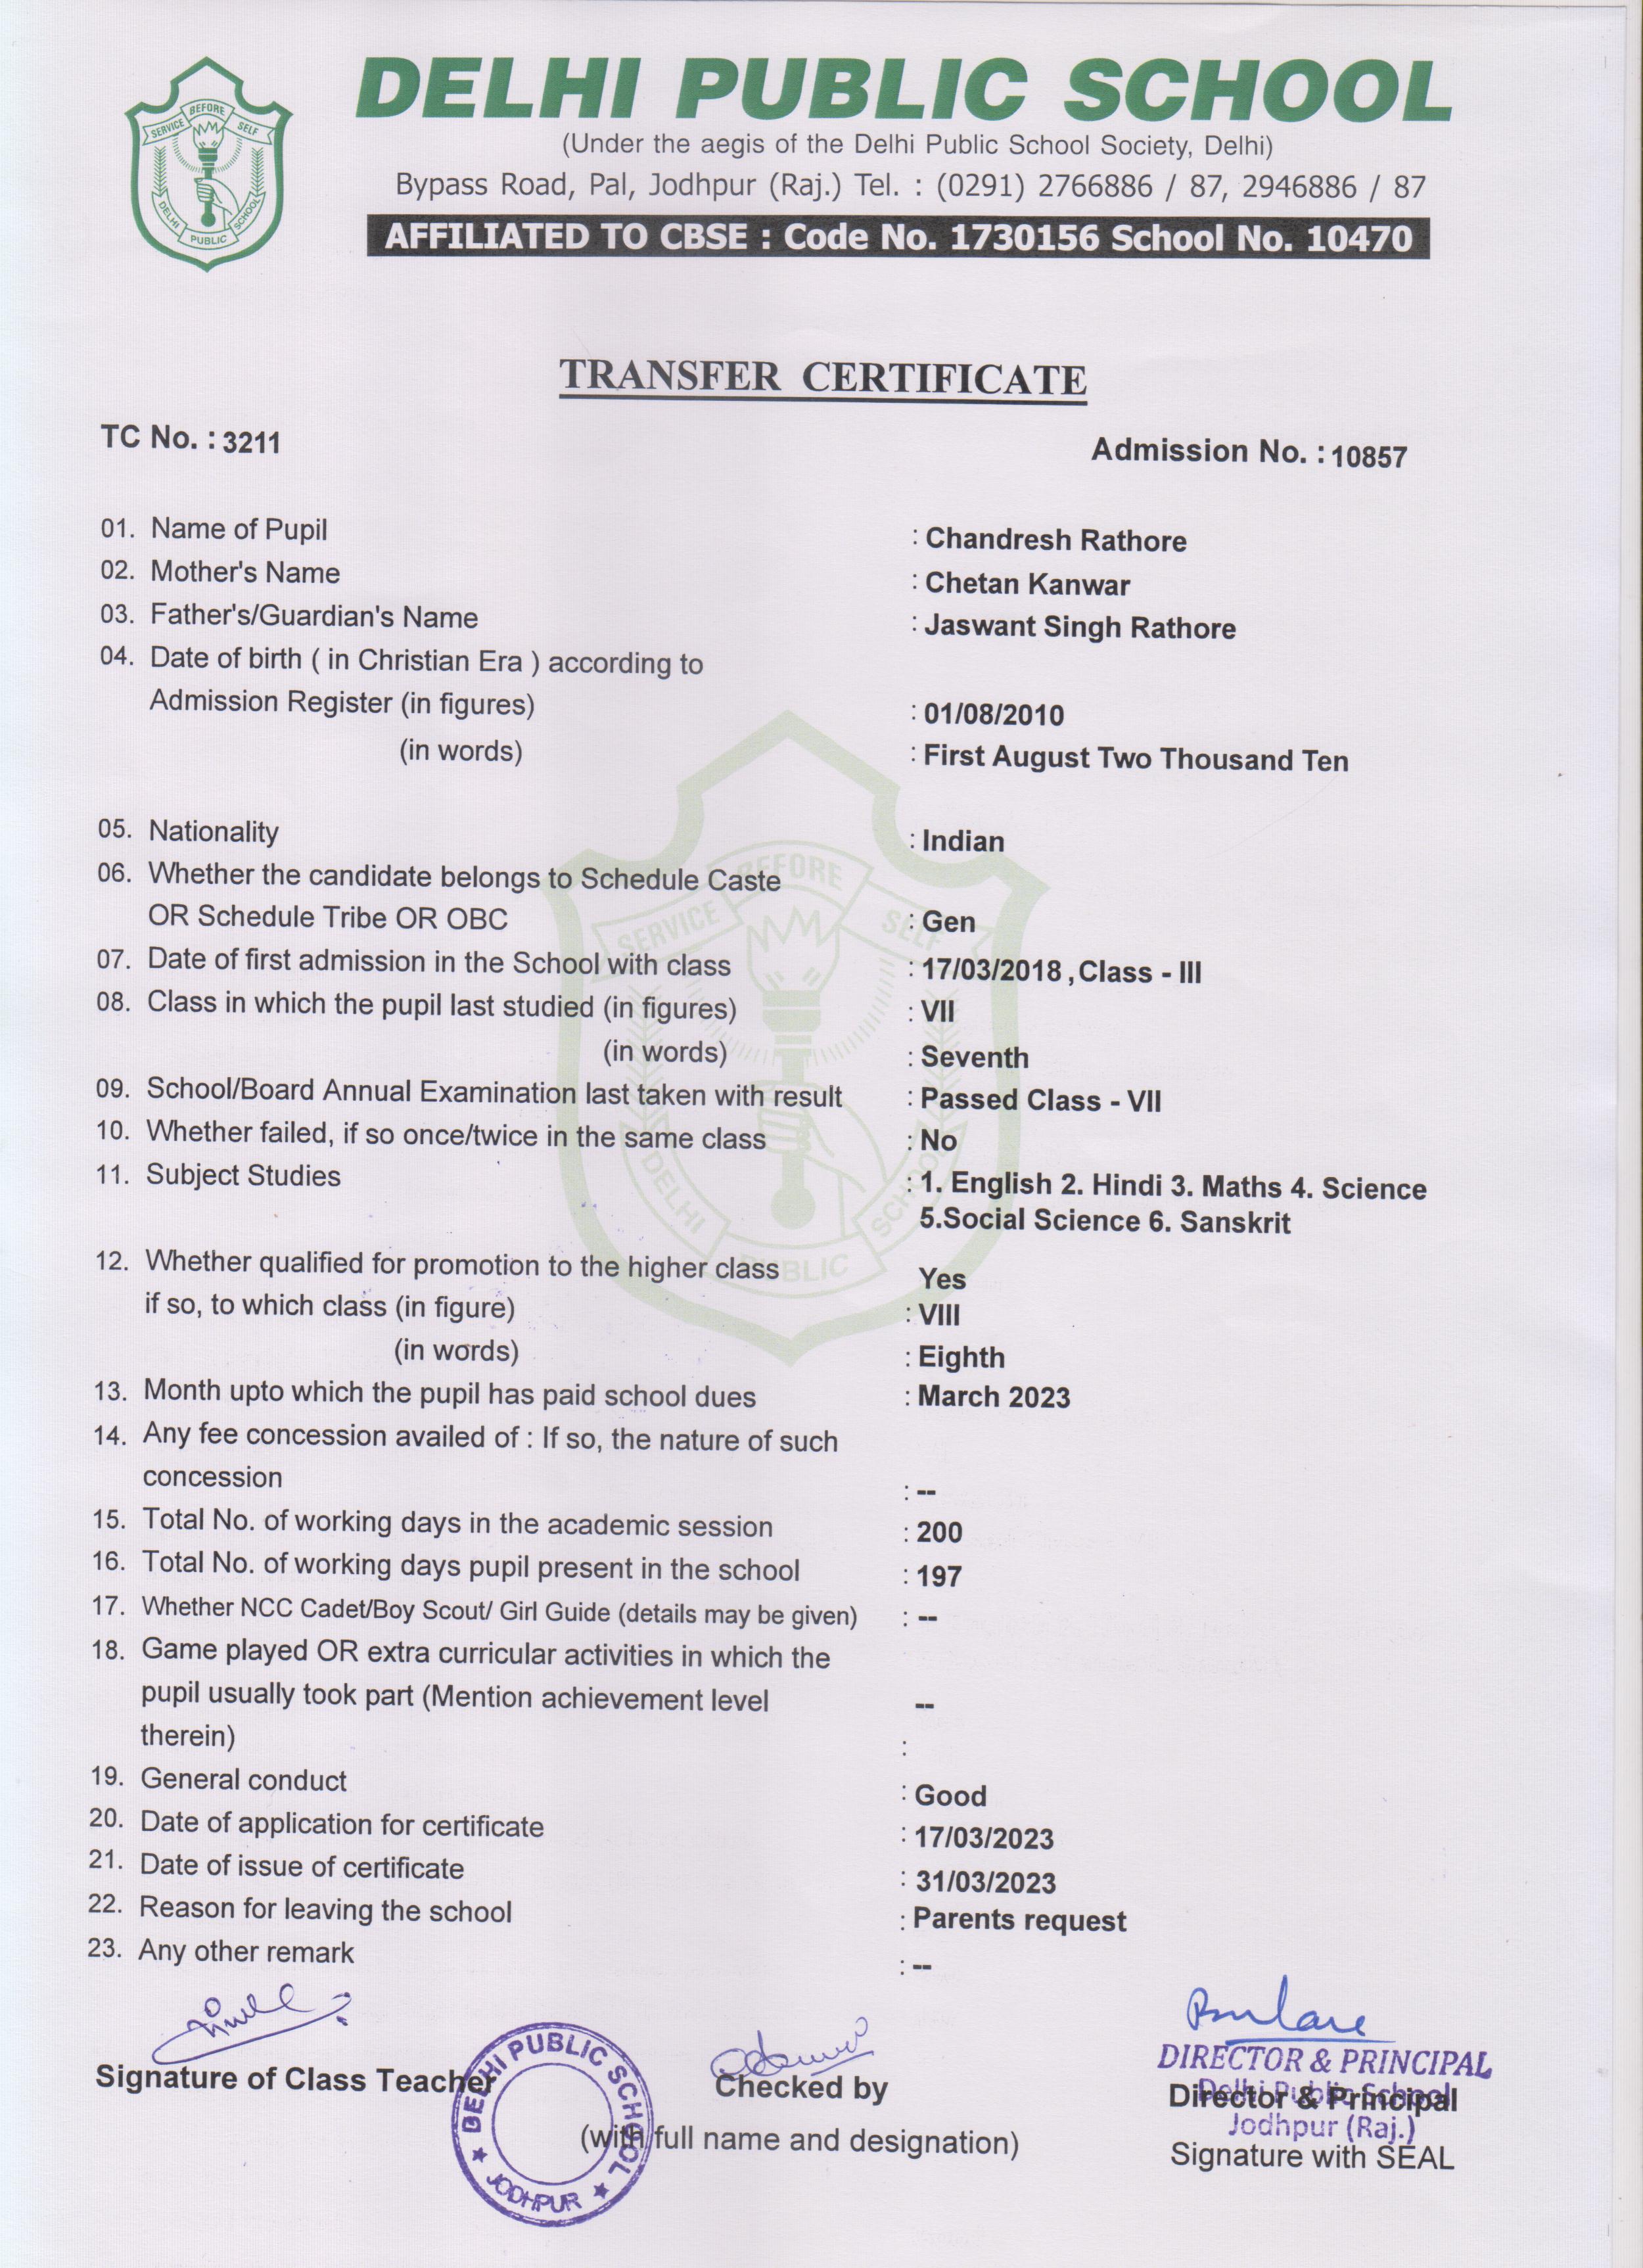 BEFORE
SERVICE SELF
DELHI PUBLIC SCHOOL
DELHI PUBLIC SCHOOL
(Under the aegis of the Delhi Public School Society, Delhi)
Bypass Road, Pal, Jodhpur (Raj.) Tel. : (0291) 2766886 / 87, 2946886 / 87
AFFILIATED TO CBSE : Code No. 1730156 School No. 10470
TRANSFER CERTIFICATE
TC No. : 3211 Admission No. : 10857
01. Name of Pupil : Chandresh Rathore
02. Mother's Name : Chetan Kanwar
03. Father's/Guardian's Name : Jaswant Singh Rathore
04. Date of birth ( in Christian Era ) according to
Admission Register (in figures) : 01/08/2010
(in words) : First August Two Thousand Ten
05. Nationality : Indian
06. Whether the candidate belongs to Schedule Caste
OR Schedule Tribe OR OBC : Gen
07. Date of first admission in the School with class : 17/03/2018 , Class - III
08. Class in which the pupil last studied (in figures) : VII
(in words) : Seventh
09. School/Board Annual Examination last taken with result : Passed Class - VII
10. Whether failed, if so once/twice in the same class : No
11. Subject Studies : 1. English 2. Hindi 3. Maths 4. Science
5.Social Science 6. Sanskrit
12. Whether qualified for promotion to the higher class Yes
if so, to which class (in figure) : VIII
(in words) : Eighth
13. Month upto which the pupil has paid school dues : March 2023
14. Any fee concession availed of : If so, the nature of such
concession : --
15. Total No. of working days in the academic session : 200
16. Total No. of working days pupil present in the school : 197
17. Whether NCC Cadet/Boy Scout/ Girl Guide (details may be given) : --
18. Game played OR extra curricular activities in which the
pupil usually took part (Mention achievement level --
therein) :
19. General conduct : Good
20. Date of application for certificate : 17/03/2023
21. Date of issue of certificate : 31/03/2023
22. Reason for leaving the school : Parents request
23. Any other remark : --
BEFORE
SERVICE SELF
DELHI PUBLIC SCHOOL
Signature of Class Teacher
DELHI PUBLIC SCHOOL
★ JODHPUR ★
Checked by
(with full name and designation)
DIRECTOR & PRINCIPAL
Delhi Public School
Director & Principal
Jodhpur (Raj.)
Signature with SEAL